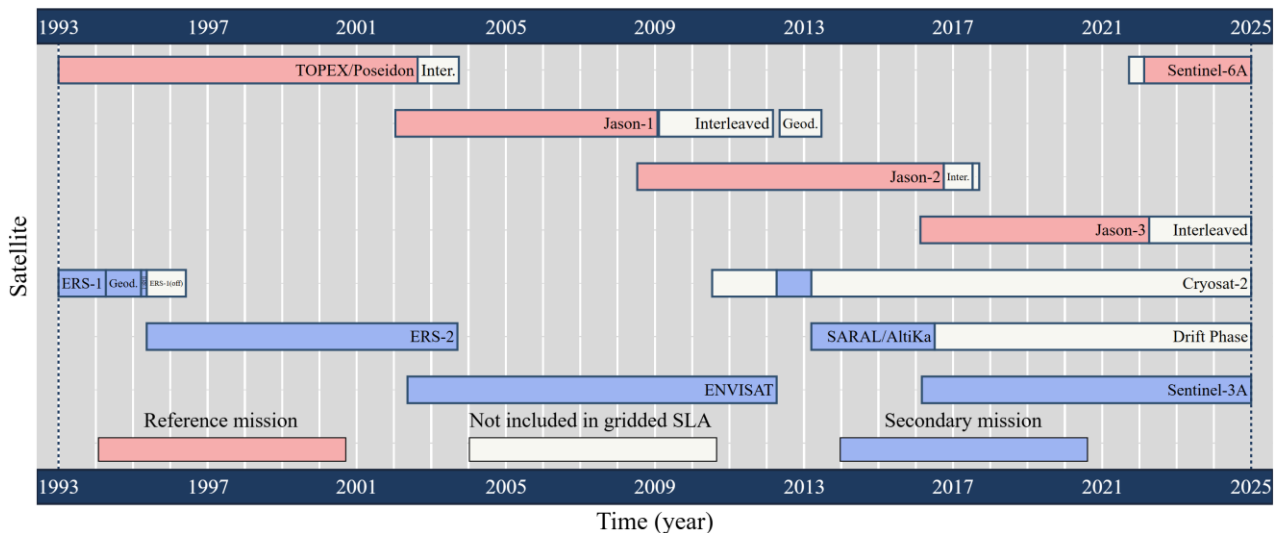 1993 1997 2001 2005 2009 2013 2017 2021 2025
TOPEX/Poseidon Inter. Sentinel-6A
Jason-1 Interleaved Geod.
Jason-2 Inter.
Jason-3 Interleaved
Satellite
ERS-1 Geod. ERS-1(off) Cryosat-2
ERS-2 SARAL/AltiKa Drift Phase
ENVISAT Sentinel-3A
Reference mission Not included in gridded SLA Secondary mission
1993 1997 2001 2005 2009 2013 2017 2021 2025
Time (year)